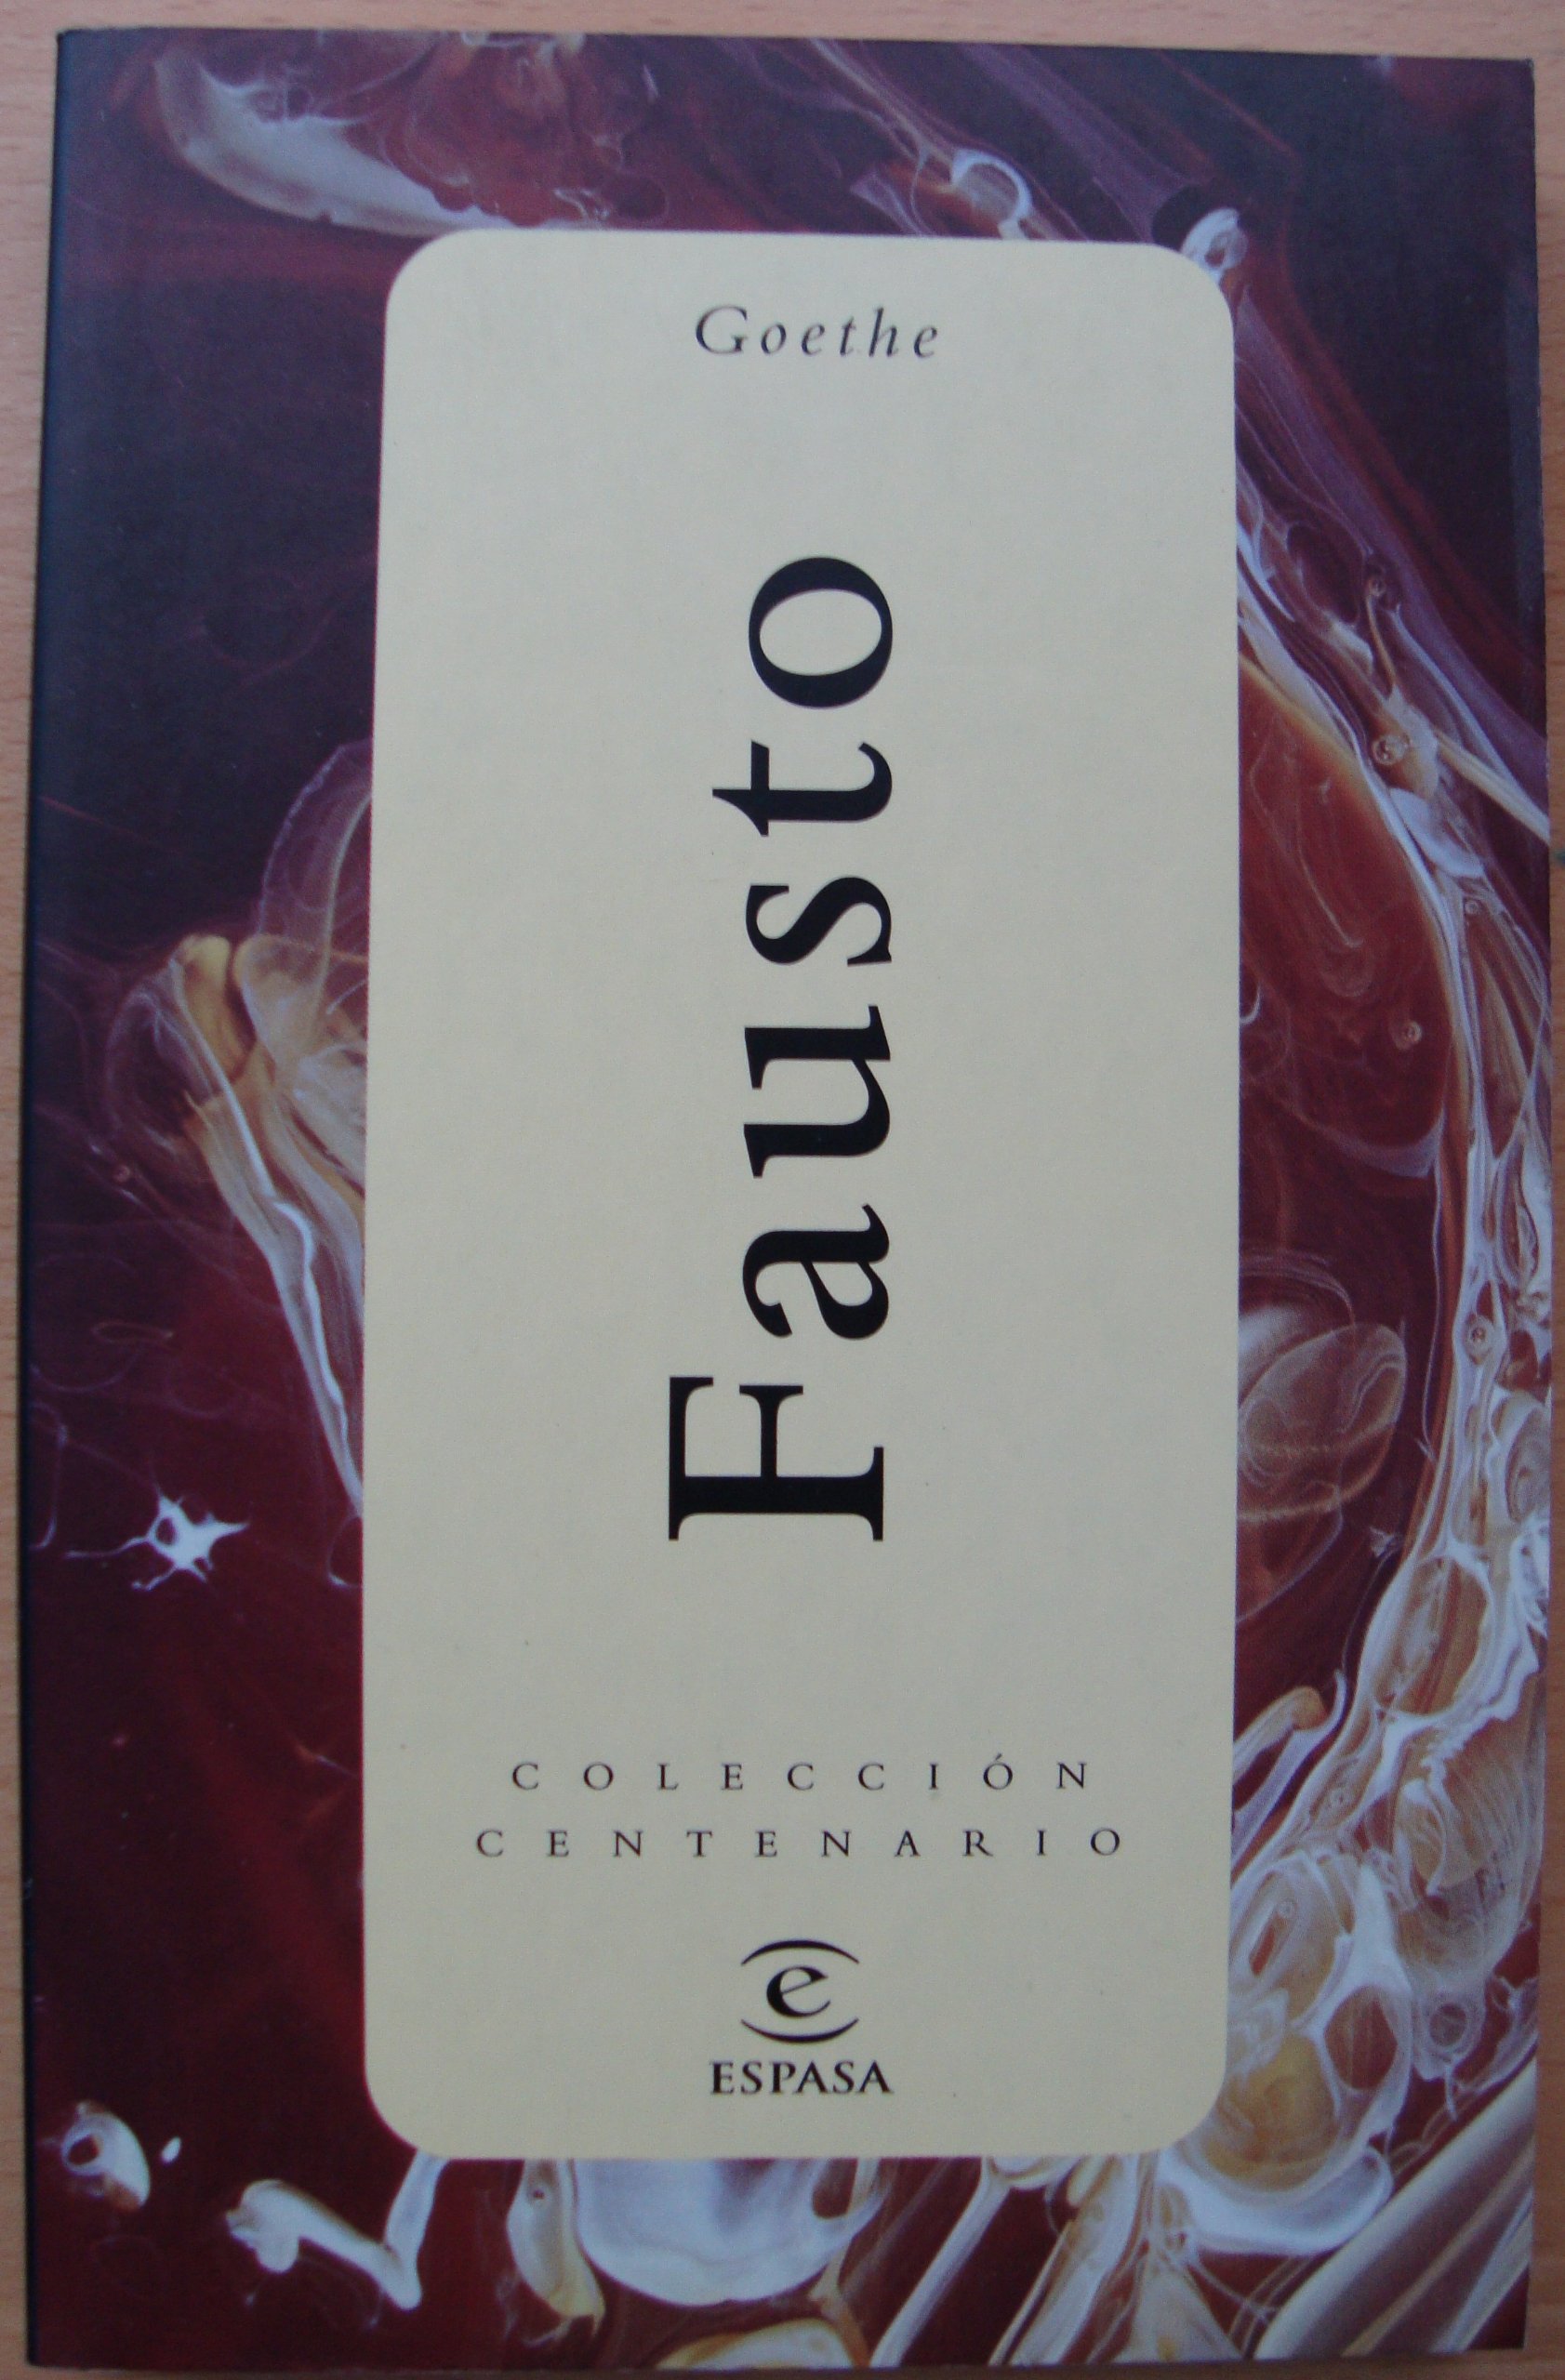 Goethe
Fausto
COLECCIÓN
CENTENARIO
e
ESPASA